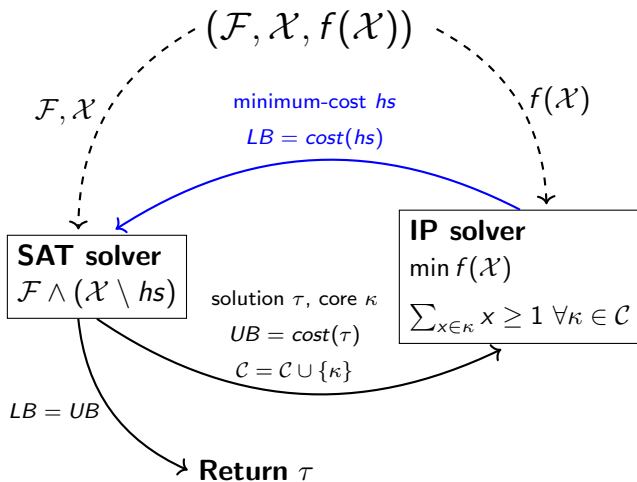 (ℱ, 𝒳, f(𝒳))
ℱ, 𝒳
minimum-cost hs
LB = cost(hs)
f(𝒳)
SAT solver
ℱ ∧ (𝒳 \ hs)
IP solver
min f(𝒳)
∑_{x∈κ} x ≥ 1 ∀κ ∈ 𝒞
solution τ, core κ
UB = cost(τ)
𝒞 = 𝒞 ∪ {κ}
LB = UB
Return τ